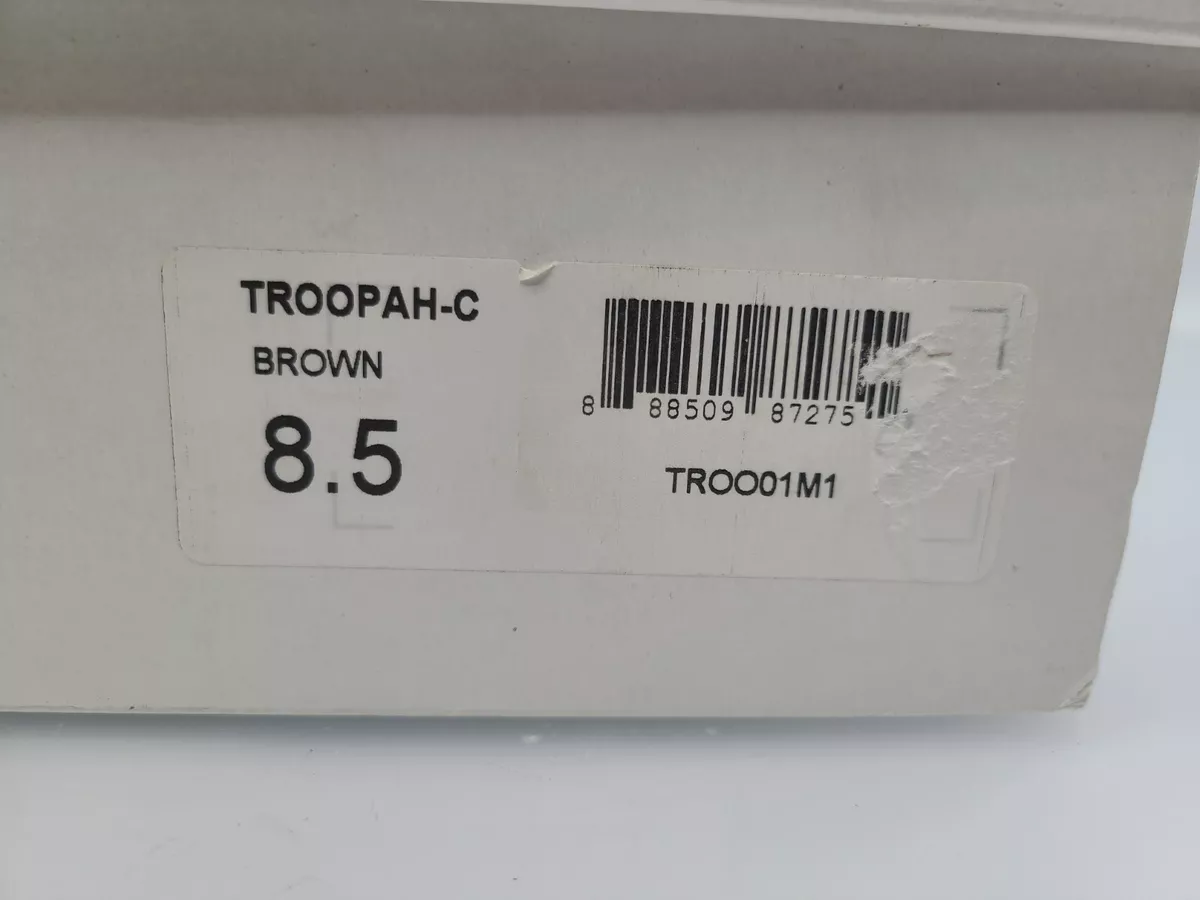 TROOPAH-C
BROWN
8.5
8 88509 87275
TROO01M1